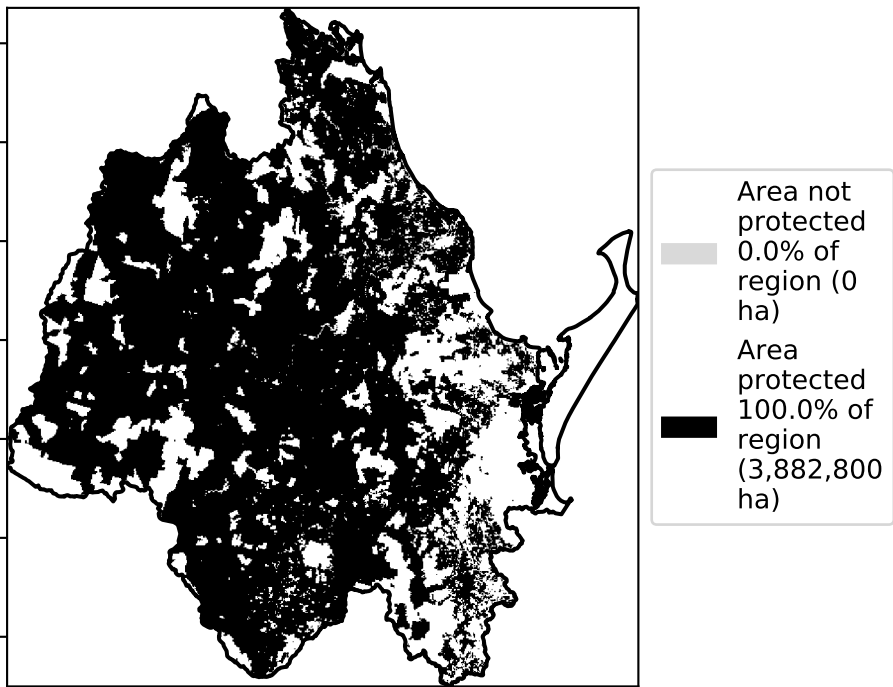 Area not
protected
0.0% of
region (0
ha)
Area
protected
100.0% of
region
(3,882,800
ha)